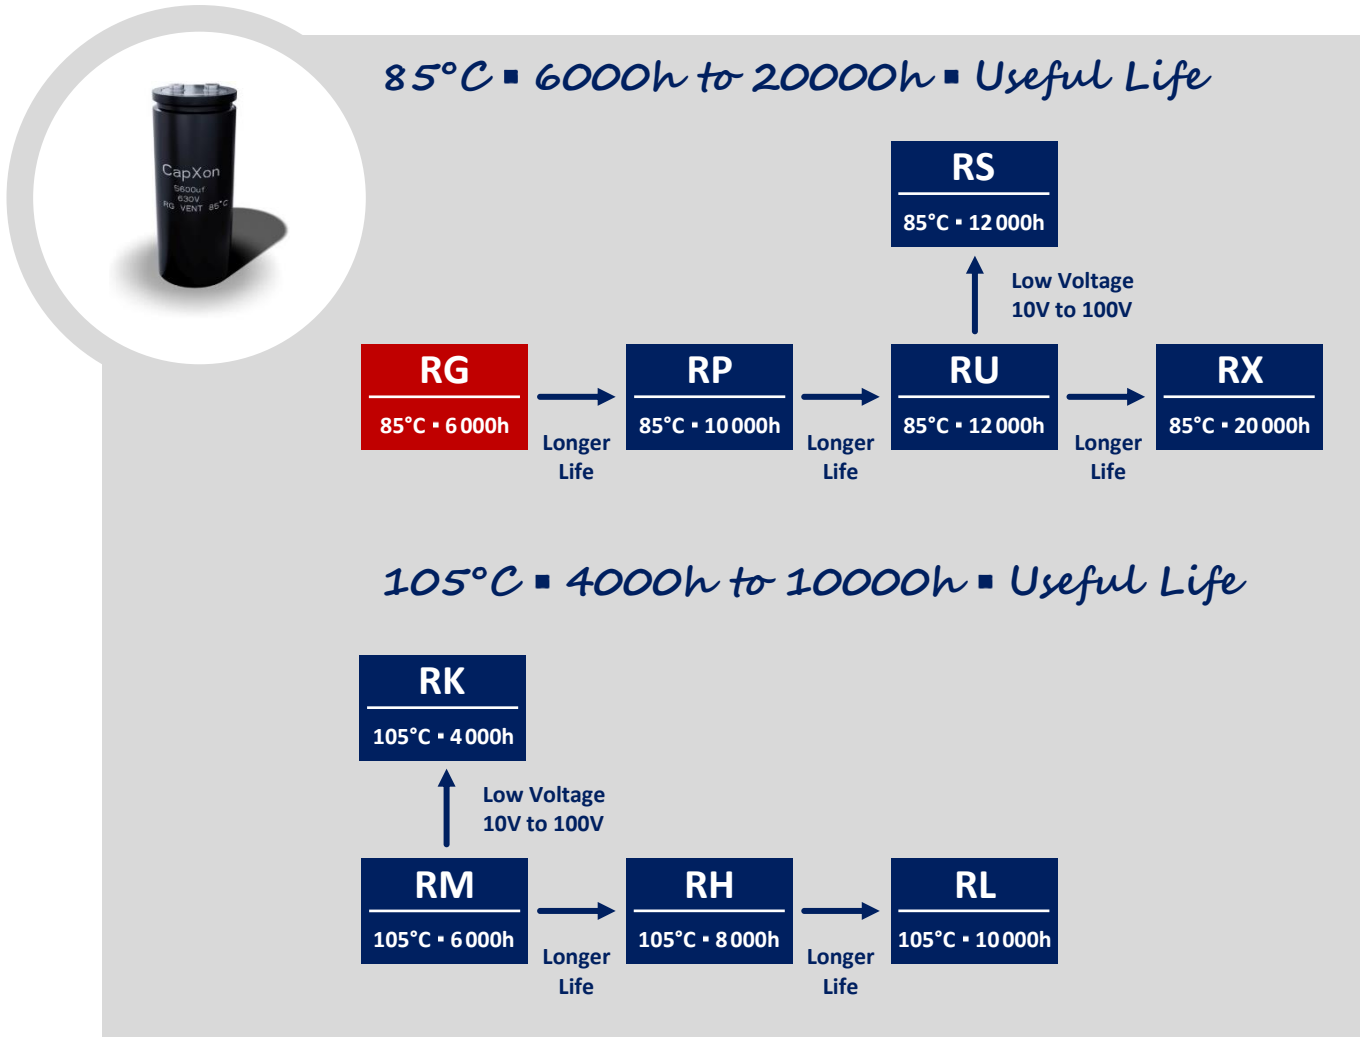 85°C ▪ 6000h to 20000h ▪ Useful Life
CapXon
5600uf
630V
RG VENT 85°C
RS
85°C ▪ 12 000h
Low Voltage
10V to 100V
RG
85°C ▪ 6 000h
Longer
Life
RP
85°C ▪ 10 000h
Longer
Life
RU
85°C ▪ 12 000h
Longer
Life
RX
85°C ▪ 20 000h
105°C ▪ 4000h to 10000h ▪ Useful Life
RK
105°C ▪ 4 000h
Low Voltage
10V to 100V
RM
105°C ▪ 6 000h
Longer
Life
RH
105°C ▪ 8 000h
Longer
Life
RL
105°C ▪ 10 000h